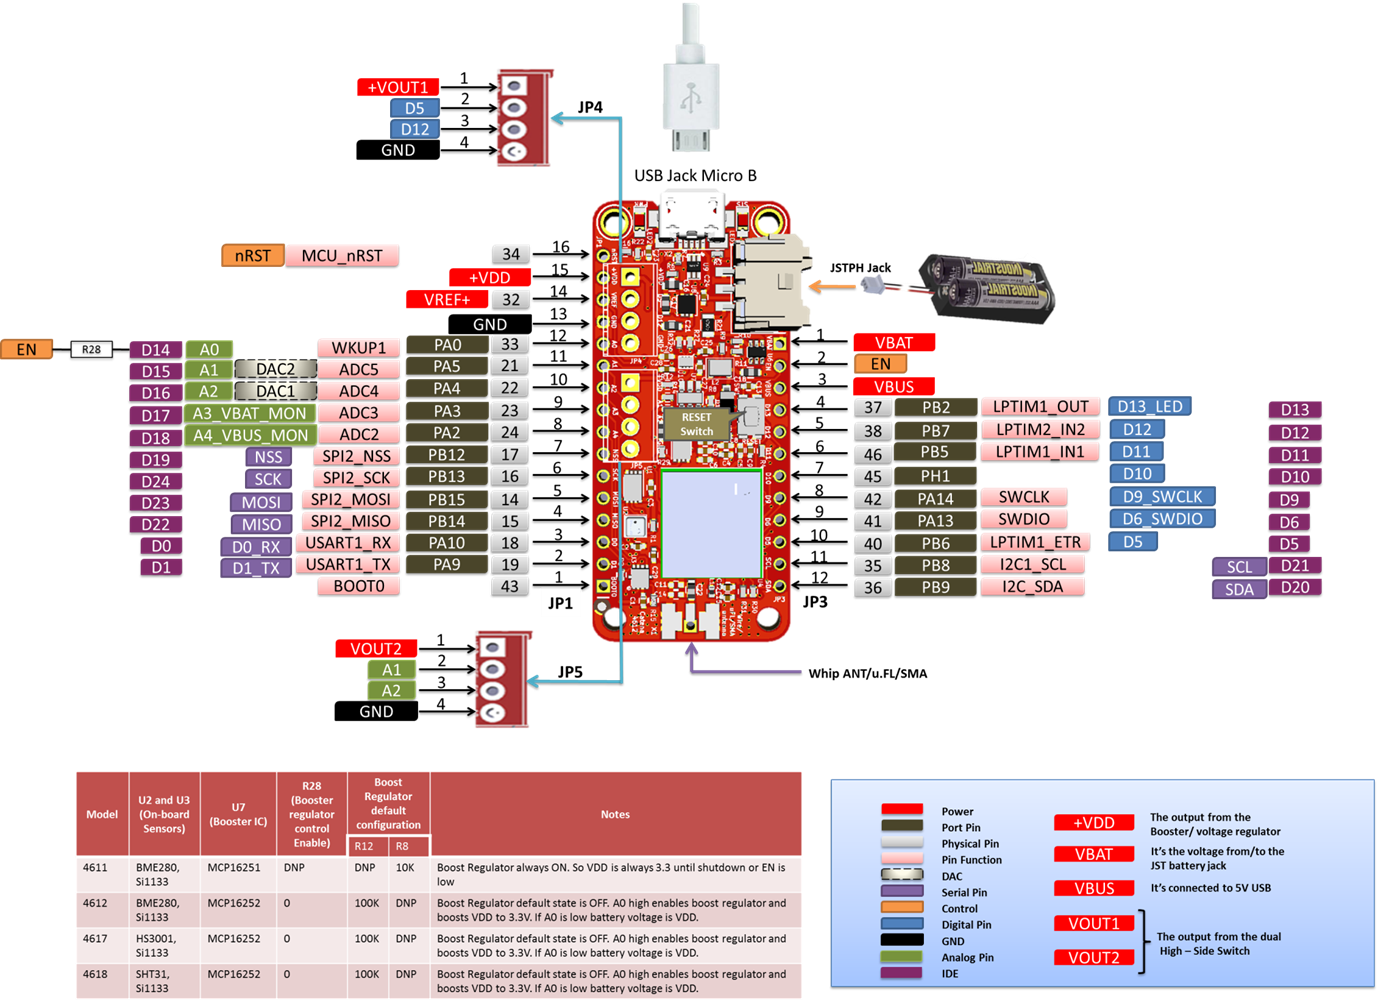 USB Jack Micro B
+VOUT1 1
D5 2
D12 3
GND 4
JP4
JSTPH Jack
nRST MCU_nRST 34 16
+VDD 15
VREF+ 32 14
GND 13
EN R28 D14 A0 WKUP1 PA0 33 12
D15 A1 DAC2 ADC5 PA5 21 11
D16 A2 DAC1 ADC4 PA4 22 10
D17 A3_VBAT_MON ADC3 PA3 23 9
D18 A4_VBUS_MON ADC2 PA2 24 8
D19 NSS SPI2_NSS PB12 17 7
D24 SCK SPI2_SCK PB13 16 6
D23 MOSI SPI2_MOSI PB15 14 5
D22 MISO SPI2_MISO PB14 15 4
D0 D0_RX USART1_RX PA10 18 3
D1 D1_TX USART1_TX PA9 19 2
BOOT0 43 1
JP1
RESET
Switch
1 VBAT
2 EN
3 VBUS
4 37 PB2 LPTIM1_OUT D13_LED D13
5 38 PB7 LPTIM2_IN2 D12 D12
6 46 PB5 LPTIM1_IN1 D11 D11
7 45 PH1 D10 D10
8 42 PA14 SWCLK D9_SWCLK D9
9 41 PA13 SWDIO D6_SWDIO D6
10 40 PB6 LPTIM1_ETR D5 D5
11 35 PB8 I2C1_SCL SCL D21
12 36 PB9 I2C_SDA SDA D20
JP3
VOUT2 1
A1 2
A2 3
GND 4
JP5
Whip ANT/u.FL/SMA
Model
U2 and U3
(On-board
Sensors)
U7
(Booster IC)
R28
(Booster
regulator
control
Enable)
Boost
Regulator
default
configuration
R12 R8
Notes
4611 BME280, MCP16251 DNP DNP 10K Boost Regulator always ON. So VDD is always 3.3 until shutdown or EN is
Si1133 low
4612 BME280, MCP16252 0 100K DNP Boost Regulator default state is OFF. A0 high enables boost regulator and
Si1133 boosts VDD to 3.3V. If A0 is low battery voltage is VDD.
4617 HS3001, MCP16252 0 100K DNP Boost Regulator default state is OFF. A0 high enables boost regulator and
Si1133 boosts VDD to 3.3V. If A0 is low battery voltage is VDD.
4618 SHT31, MCP16252 0 100K DNP Boost Regulator default state is OFF. A0 high enables boost regulator and
Si1133 boosts VDD to 3.3V. If A0 is low battery voltage is VDD.
Power
Port Pin
Physical Pin
Pin Function
DAC
Serial Pin
Control
Digital Pin
GND
Analog Pin
IDE
+VDD The output from the
Booster/ voltage regulator
VBAT It's the voltage from/to the
JST battery jack
VBUS It's connected to 5V USB
VOUT1
VOUT2
The output from the dual
High – Side Switch